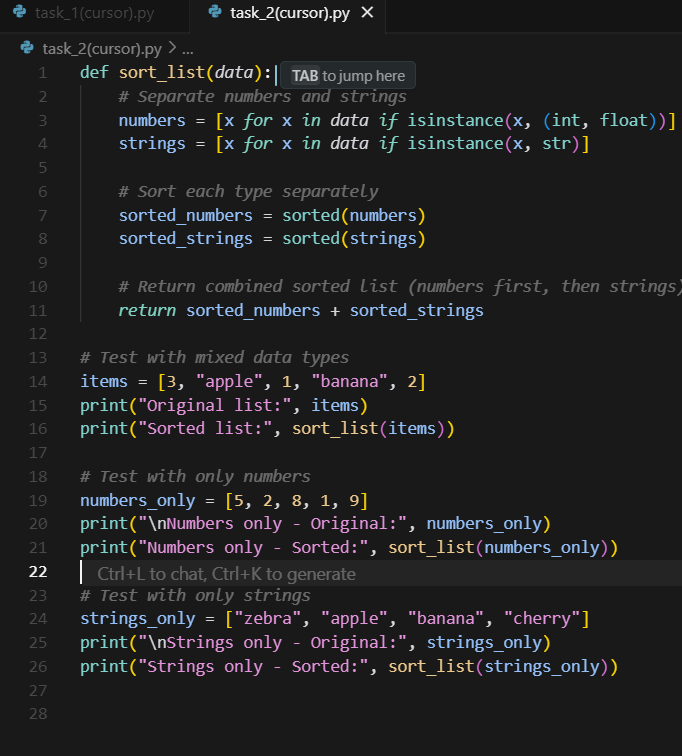 task_1(cursor).py
task_2(cursor).py ×
task_2(cursor).py > ...
1 def sort_list(data): TAB to jump here
2     # Separate numbers and strings
3     numbers = [x for x in data if isinstance(x, (int, float))]
4     strings = [x for x in data if isinstance(x, str)]
5
6     # Sort each type separately
7     sorted_numbers = sorted(numbers)
8     sorted_strings = sorted(strings)
9
10     # Return combined sorted list (numbers first, then strings)
11     return sorted_numbers + sorted_strings
12
13 # Test with mixed data types
14 items = [3, "apple", 1, "banana", 2]
15 print("Original list:", items)
16 print("Sorted list:", sort_list(items))
17
18 # Test with only numbers
19 numbers_only = [5, 2, 8, 1, 9]
20 print("\nNumbers only - Original:", numbers_only)
21 print("Numbers only - Sorted:", sort_list(numbers_only))
22 Ctrl+L to chat, Ctrl+K to generate
23 # Test with only strings
24 strings_only = ["zebra", "apple", "banana", "cherry"]
25 print("\nStrings only - Original:", strings_only)
26 print("Strings only - Sorted:", sort_list(strings_only))
27
28